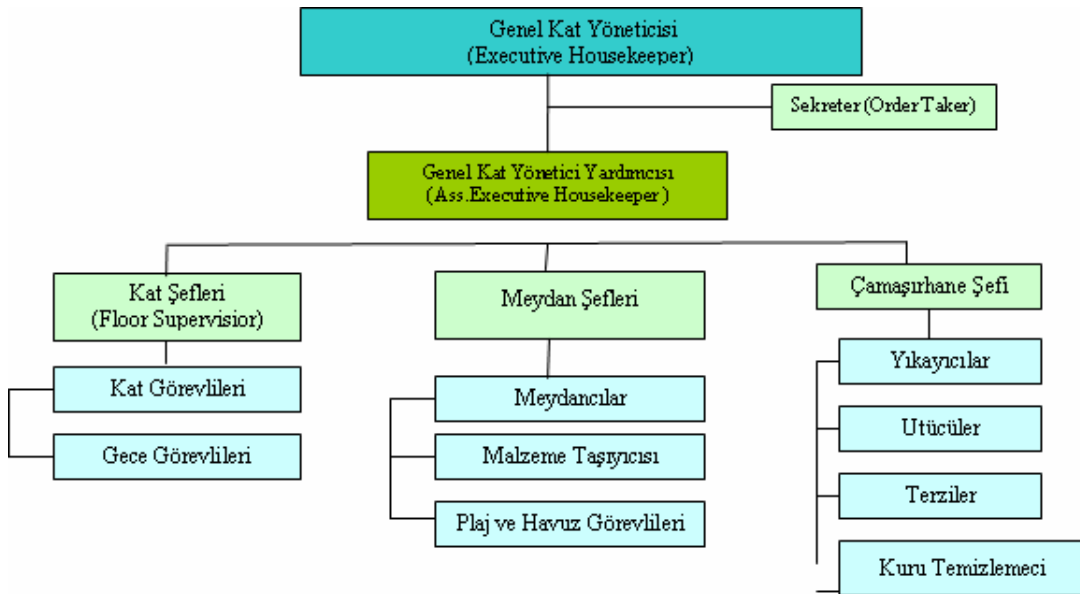 Genel Kat Yöneticisi
(Executive Housekeeper)
Sekreter (Order Taker)
Genel Kat Yönetici Yardımcısı
(Ass.Executive Housekeeper )
Kat Şefleri
(Floor Supervisior)
Meydan Şefleri
Çamaşırhane Şefi
Kat Görevlileri
Gece Görevlileri
Meydancılar
Malzeme Taşıyıcısı
Plaj ve Havuz Görevlileri
Yıkayıcılar
Utücüler
Terziler
Kuru Temizlemeci